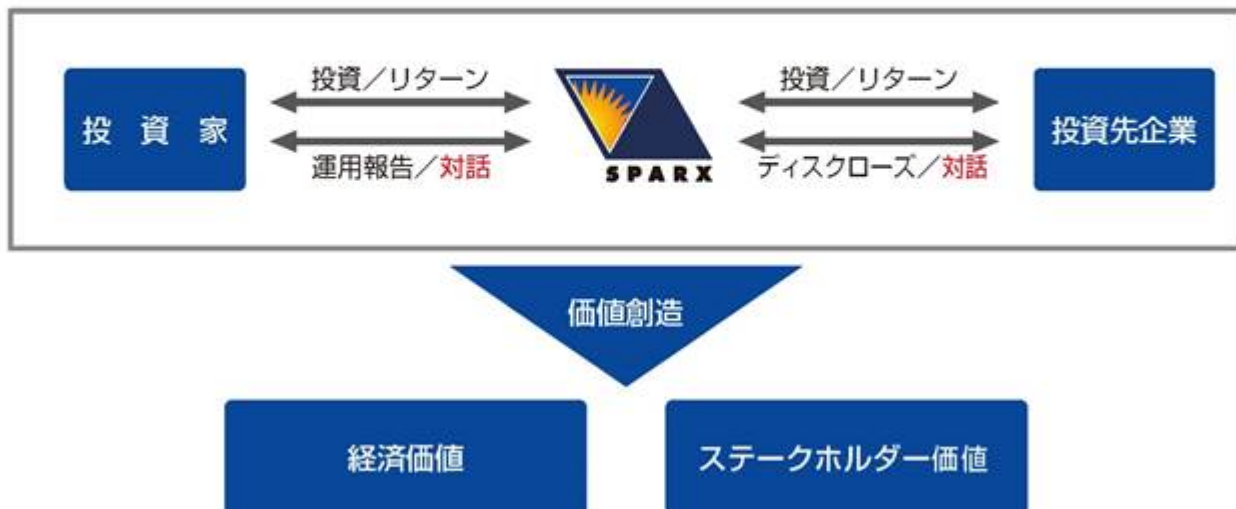 投資／リターン
投資／リターン
投資家
投資先企業
運用報告／対話
SPARX
ディスクローズ／対話
価値創造
経済価値
ステークホルダー価値